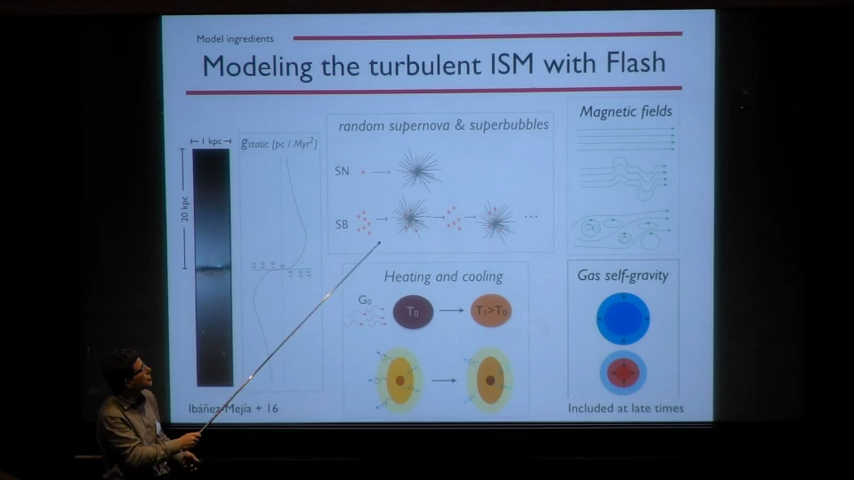 Model ingredients
Modeling the turbulent ISM with Flash
1 kpc
20 kpc
gstatic [pc / Myr²]
random supernova & superbubbles
SN
SB
...
Magnetic fields
Heating and cooling
G₀
T₀
T₁>T₀
Gas self-gravity
Included at late times
Ibáñez-Mejía + 16